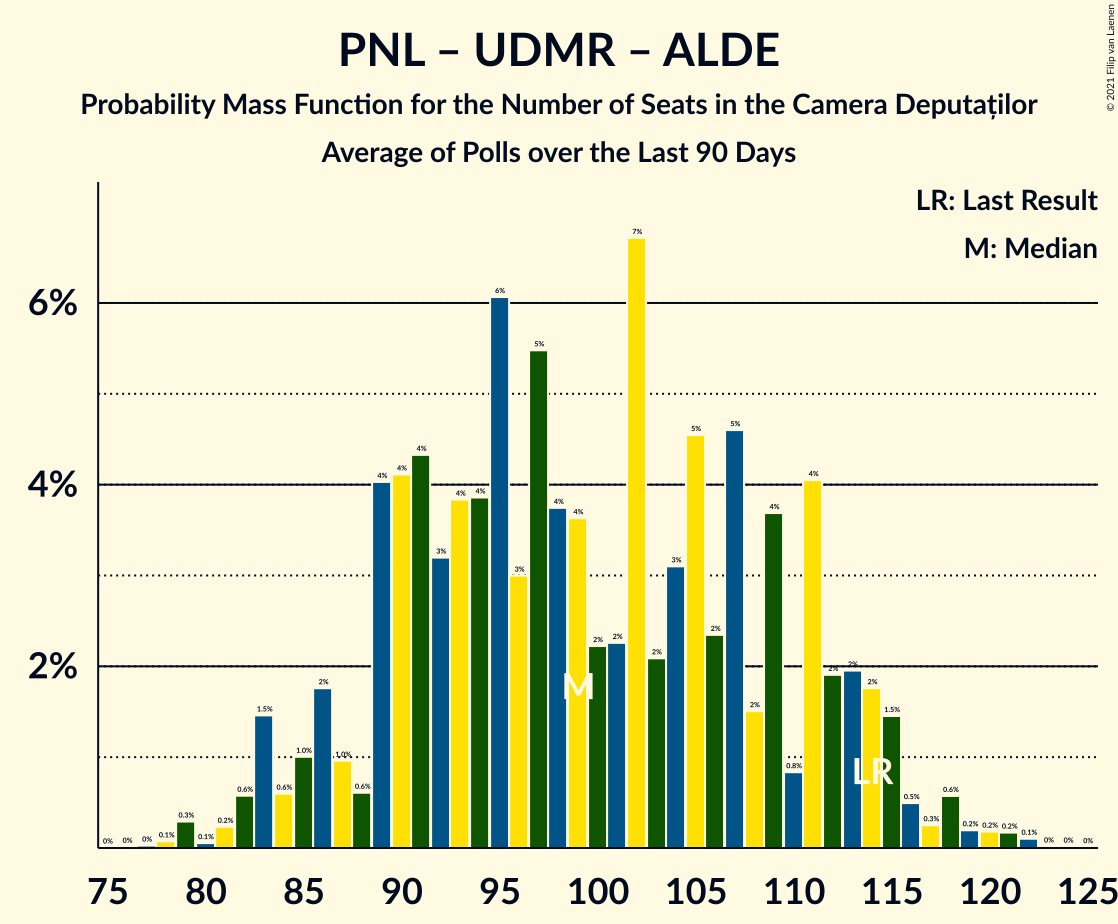 PNL – UDMR – ALDE
Probability Mass Function for the Number of Seats in the Camera Deputaților
Average of Polls over the Last 90 Days
© 2021 Filip van Laenen
LR: Last Result
M: Median
6%
4%
2%
0% 0% 0% 0.1% 0.3% 0.1% 0.2% 0.6% 1.5% 0.6% 1.0% 2% 1.0% 0.6% 4% 4% 4% 3% 4% 4% 6% 3% 5% 4% 4% 2% 2% 7% 2% 3% 5% 2% 5% 2% 4% 0.8% 4% 2% 2% 2% 1.5% 0.5% 0.3% 0.6% 0.2% 0.2% 0.2% 0.1% 0% 0% 0%
M
LR
75 80 85 90 95 100 105 110 115 120 125